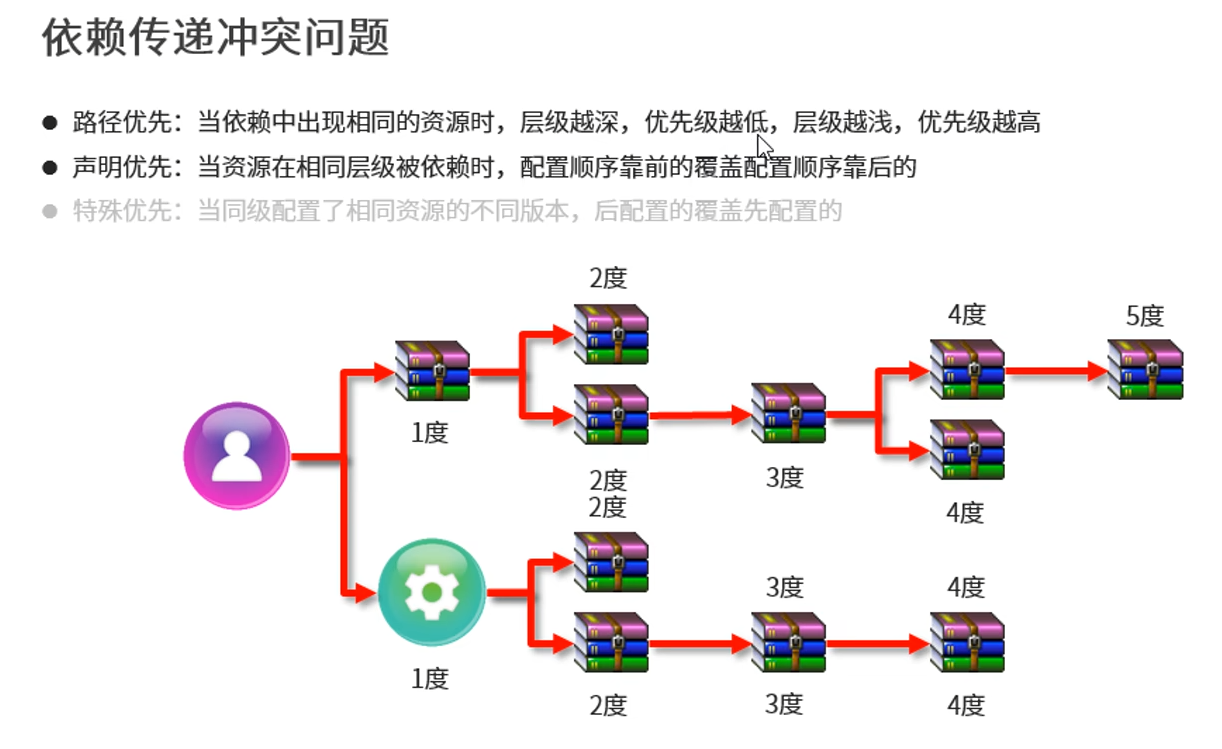 依赖传递冲突问题
● 路径优先：当依赖中出现相同的资源时，层级越深，优先级越低，层级越浅，优先级越高
● 声明优先：当资源在相同层级被依赖时，配置顺序靠前的覆盖配置顺序靠后的
● 特殊优先：当同级配置了相同资源的不同版本，后配置的覆盖先配置的
2度
4度
5度
1度
2度
3度
4度
2度
3度
4度
1度
2度
3度
4度